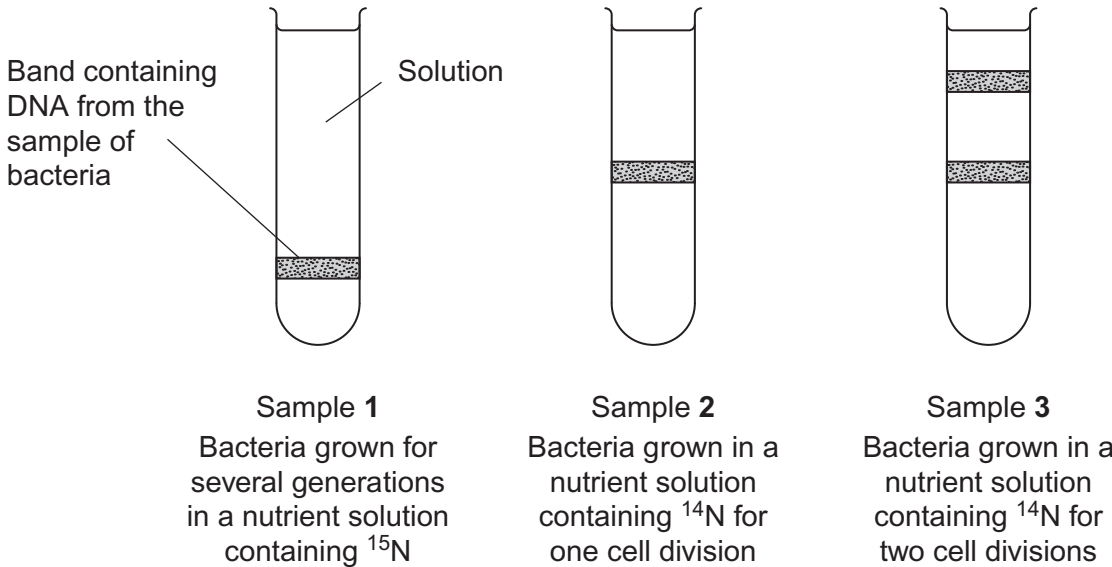 Band containing
DNA from the
sample of
bacteria
Solution
Sample 1
Bacteria grown for
several generations
in a nutrient solution
containing ¹⁵N
Sample 2
Bacteria grown in a
nutrient solution
containing ¹⁴N for
one cell division
Sample 3
Bacteria grown in a
nutrient solution
containing ¹⁴N for
two cell divisions